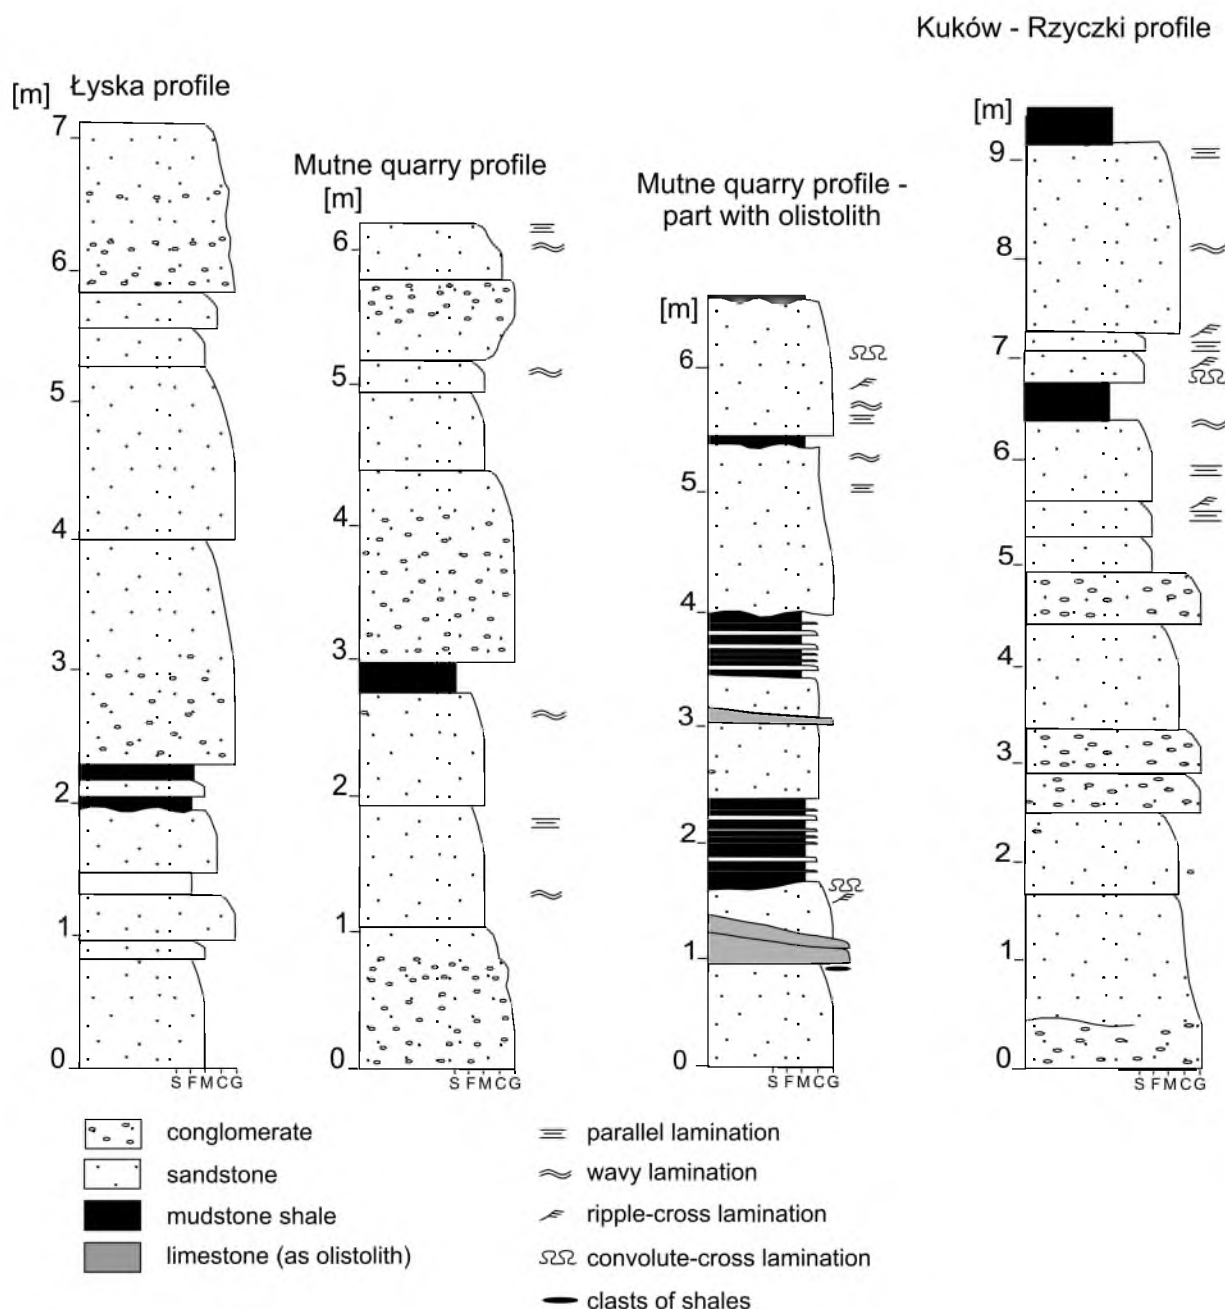 Kuków - Rzyczki profile
Łyska profile
[m]
7
6
5
4
3
2
1
0
S F M C G
Mutne quarry profile
[m]
6
5
4
3
2
1
0
S F M C G
Mutne quarry profile -
part with olistolith
[m]
6
5
4
3
2
1
0
S F M C G
[m]
9
8
7
6
5
4
3
2
1
0
S F M C G
conglomerate
sandstone
mudstone shale
limestone (as olistolith)
parallel lamination
wavy lamination
ripple-cross lamination
convolute-cross lamination
clasts of shales